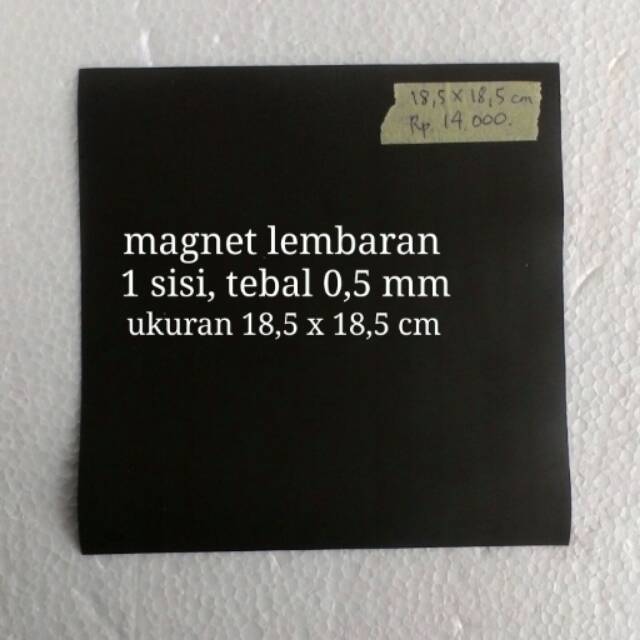 18,5 X 18,5 cm
Rp. 14.000.
magnet lembaran
1 sisi, tebal 0,5 mm
ukuran 18,5 x 18,5 cm